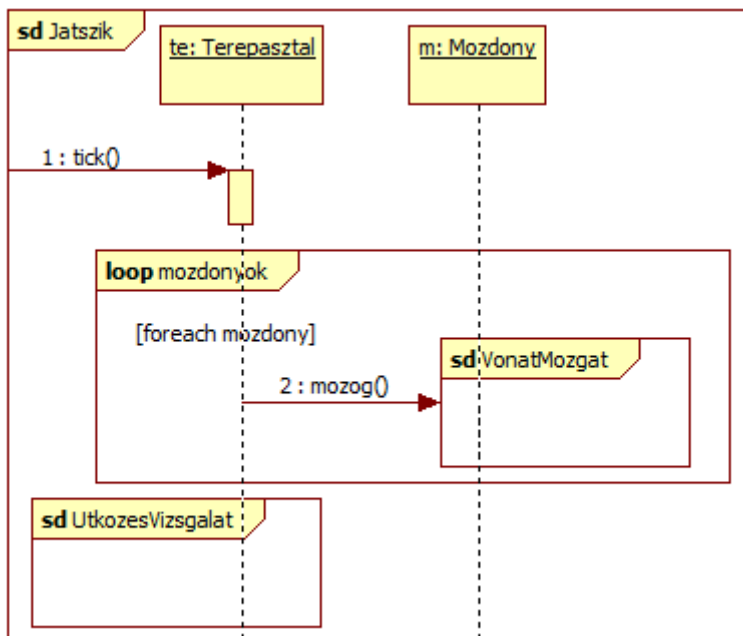 sd Jatszik
te: Terepasztal
m: Mozdony
1 : tick()
loop mozdonyok
[foreach mozdony]
sd VonatMozgat
2 : mozog()
sd UtkozesVizsgalat